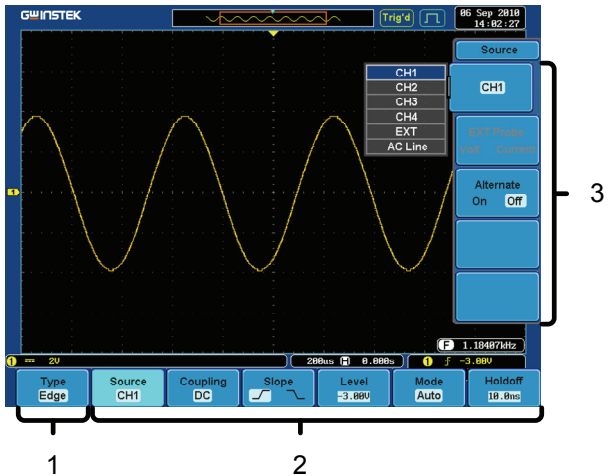 GWINSTEK
Trig'd
06 Sep 2010
14:02:27
Source
CH1
CH2
CH3
CH4
EXT
AC Line
CH1
EXT Probe
Volt Current
Alternate
On Off
3
1
F 1.18407kHz
1 2V
200us H 0.000s
1 -3.00V
Type
Edge
Source
CH1
Coupling
DC
Slope
Level
-3.00V
Mode
Auto
Holdoff
10.0ns
1
2